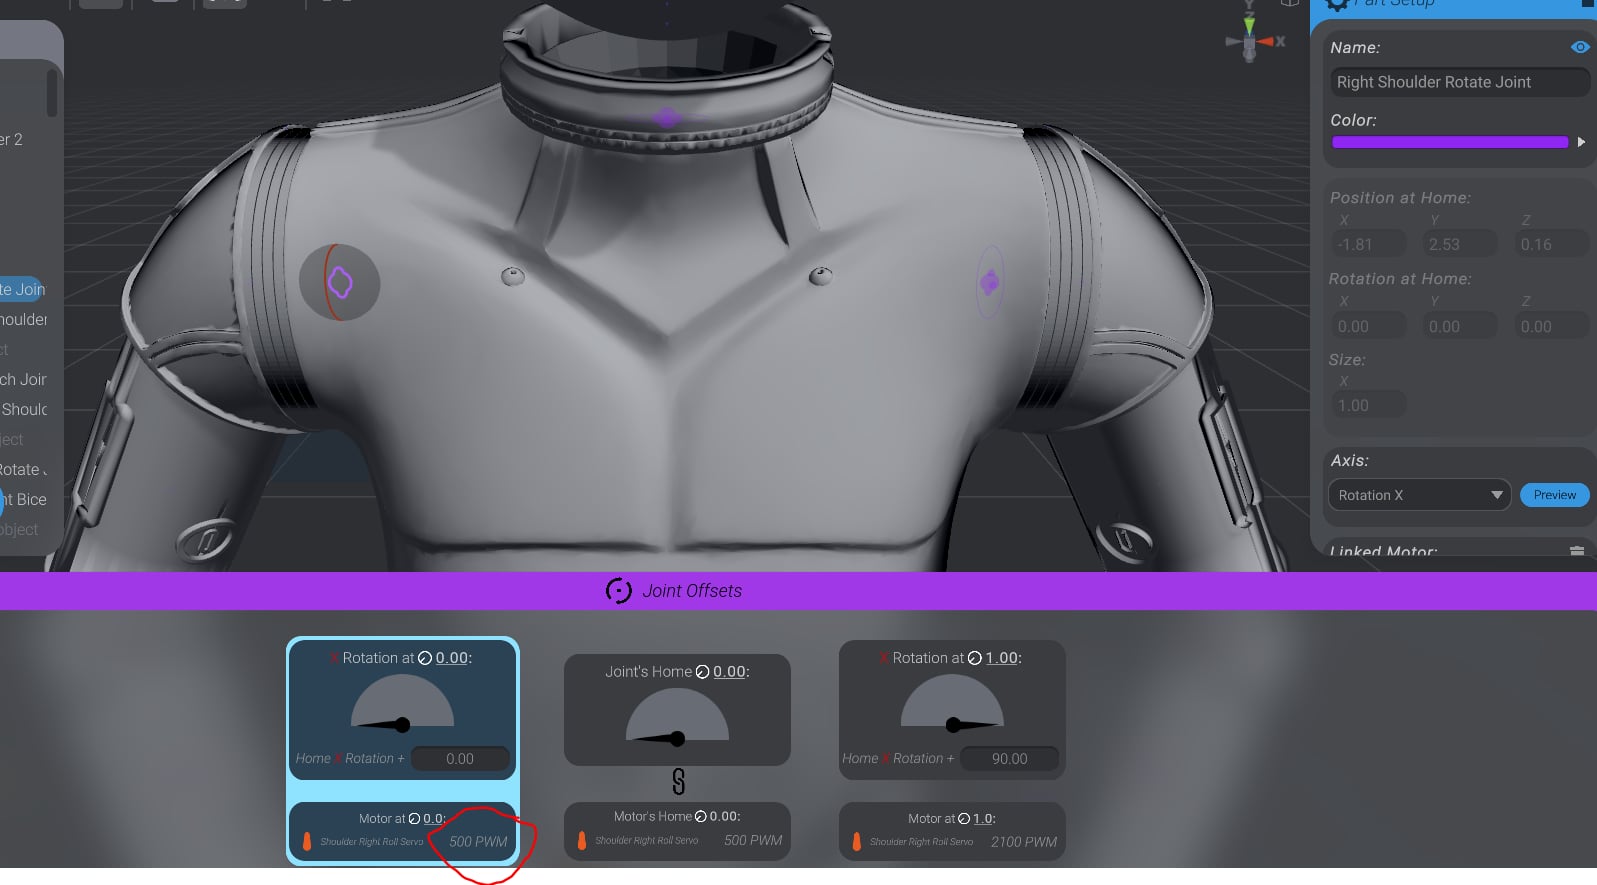 Part Setup
Name:
Right Shoulder Rotate Joint
Color:
Position at Home:
X Y Z
-1.81 2.53 0.16
Rotation at Home:
X Y Z
0.00 0.00 0.00
Size:
X
1.00
Axis:
Rotation X Preview
Linked Motor:
Y
Z
X
er 2
te Join
houlder
ct
ch Join
Should
ject
Rotate
nt Bice
object
Joint Offsets
X Rotation at 0.00:
Home X Rotation + 0.00
Motor at 0.0:
Shoulder Right Roll Servo 500 PWM
Joint's Home 0.00:
Motor's Home 0.00:
Shoulder Right Roll Servo 500 PWM
X Rotation at 1.00:
Home X Rotation + 90.00
Motor at 1.0:
Shoulder Right Roll Servo 2100 PWM